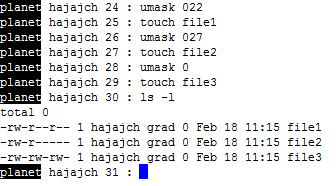 planet hajajch 24 : umask 022
planet hajajch 25 : touch file1
planet hajajch 26 : umask 027
planet hajajch 27 : touch file2
planet hajajch 28 : umask 0
planet hajajch 29 : touch file3
planet hajajch 30 : ls -l
total 0
-rw-r--r-- 1 hajajch grad 0 Feb 18 11:15 file1
-rw-r----- 1 hajajch grad 0 Feb 18 11:15 file2
-rw-rw-rw- 1 hajajch grad 0 Feb 18 11:15 file3
planet hajajch 31 :